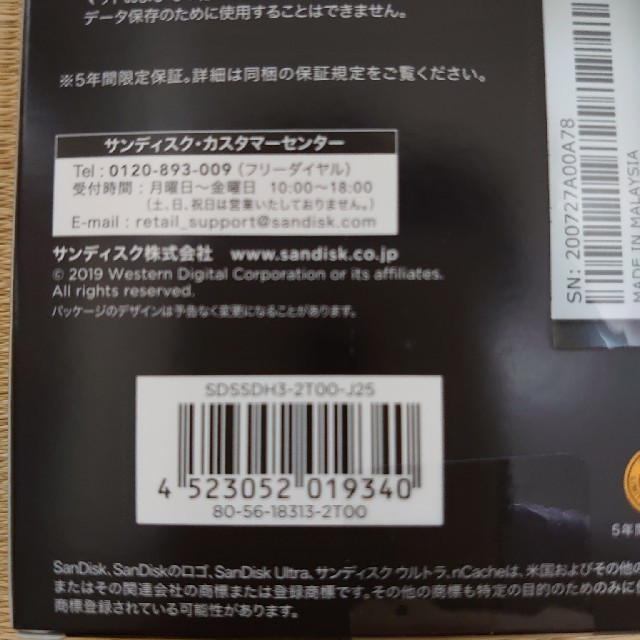 データ保存のために使用することはできません。
※5年間限定保証。詳細は同梱の保証規定をご覧ください。
サンディスク・カスタマーセンター
Tel : 0120-893-009 (フリーダイヤル)
受付時間 : 月曜日～金曜日 10:00～18:00
(土、日、祝日は営業いたしておりません。)
E-mail : retail_support@sandisk.com
サンディスク株式会社 www.sandisk.co.jp
© 2019 Western Digital Corporation or its affiliates.
All rights reserved.
パッケージのデザインは予告なく変更になることがあります。
SN: 200727A00A78
MADE IN MALAYSIA
SDSSDH3-2T00-J25
4 523052 019340
80-56-18313-2T00
5年
SanDisk、SanDiskのロゴ、SanDisk Ultra、サンディスク ウルトラ、nCacheは、米国およびその他の
またはその関連会社の商標または登録商標です。その他の商標も特定の目的のためのみに
商標登録されている可能性があります。